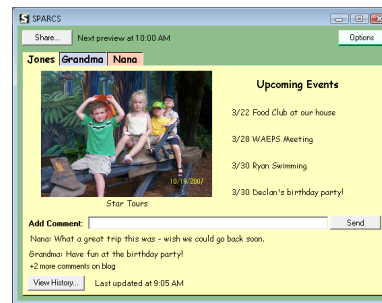 SPARCS
Share... Next preview at 10:00 AM Options
Jones Grandma Nana
Upcoming Events
3/22 Food Club at our house
3/28 WAEPS Meeting
3/30 Ryan Swimming
3/30 Declan's birthday party!
10/19/2007
Star Tours
Add Comment: Send
Nana: What a great trip this was - wish we could go back soon.
Grandma: Have fun at the birthday party!
+2 more comments on blog
View History... Last updated at 9:05 AM